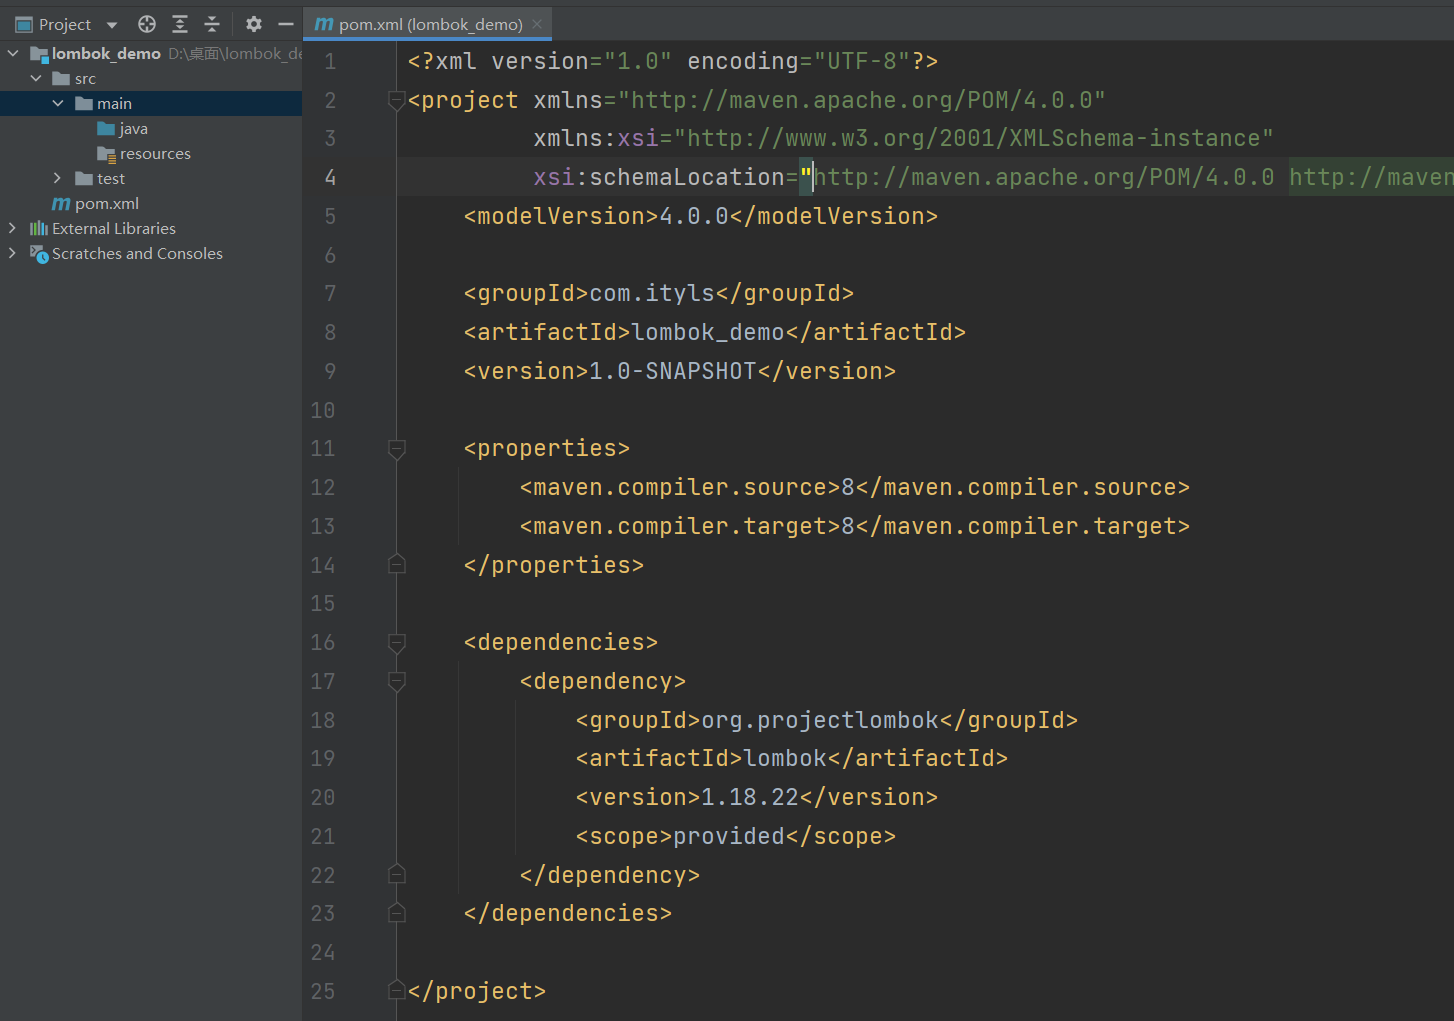 Project
lombok_demo D:\桌面\lombok_de
src
main
java
resources
test
pom.xml
External Libraries
Scratches and Consoles
pom.xml (lombok_demo)
1 <?xml version="1.0" encoding="UTF-8"?>
2 <project xmlns="http://maven.apache.org/POM/4.0.0"
3 xmlns:xsi="http://www.w3.org/2001/XMLSchema-instance"
4 xsi:schemaLocation="http://maven.apache.org/POM/4.0.0 http://maven
5 <modelVersion>4.0.0</modelVersion>
6
7 <groupId>com.ityls</groupId>
8 <artifactId>lombok_demo</artifactId>
9 <version>1.0-SNAPSHOT</version>
10
11 <properties>
12 <maven.compiler.source>8</maven.compiler.source>
13 <maven.compiler.target>8</maven.compiler.target>
14 </properties>
15
16 <dependencies>
17 <dependency>
18 <groupId>org.projectlombok</groupId>
19 <artifactId>lombok</artifactId>
20 <version>1.18.22</version>
21 <scope>provided</scope>
22 </dependency>
23 </dependencies>
24
25 </project>